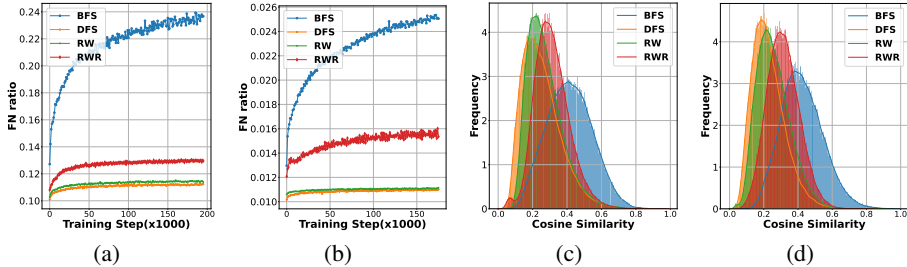 0.24
0.22
0.20
0.18
0.16
0.14
0.12
0.10
FN ratio
BFS
DFS
RW
RWR
0 50 100 150 200
Training Step(x1000)
(a)
0.026
0.024
0.022
0.020
0.018
0.016
0.014
0.012
0.010
FN ratio
BFS
DFS
RW
RWR
0 50 100 150
Training Step(x1000)
(b)
4
3
2
1
0
Frequency
BFS
DFS
RW
RWR
0.0 0.2 0.4 0.6 0.8 1.0
Cosine Similarity
(c)
4
3
2
1
0
Frequency
BFS
DFS
RW
RWR
0.0 0.2 0.4 0.6 0.8 1.0
Cosine Similarity
(d)